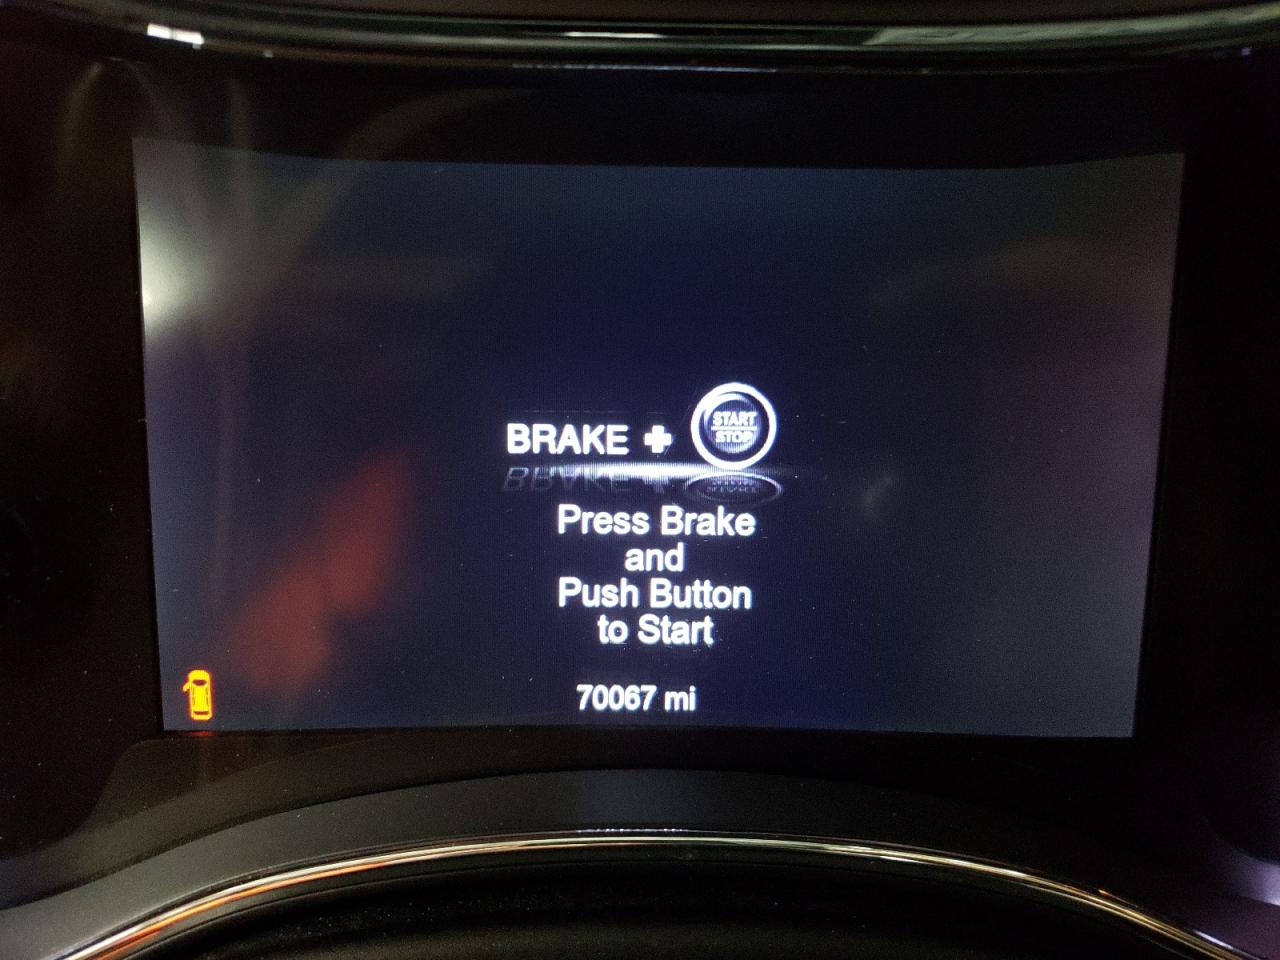 BRAKE + START
STOP
Press Brake
and
Push Button
to Start
70067 mi